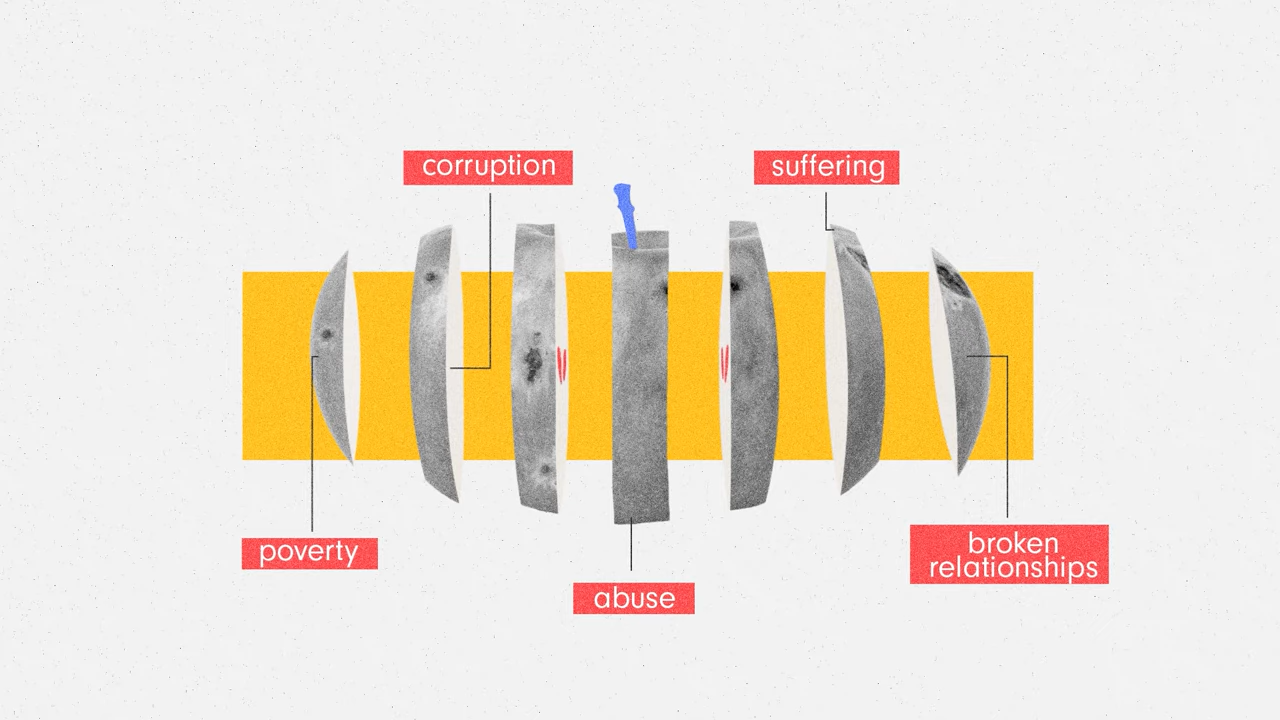 corruption
suffering
poverty
abuse
broken
relationships